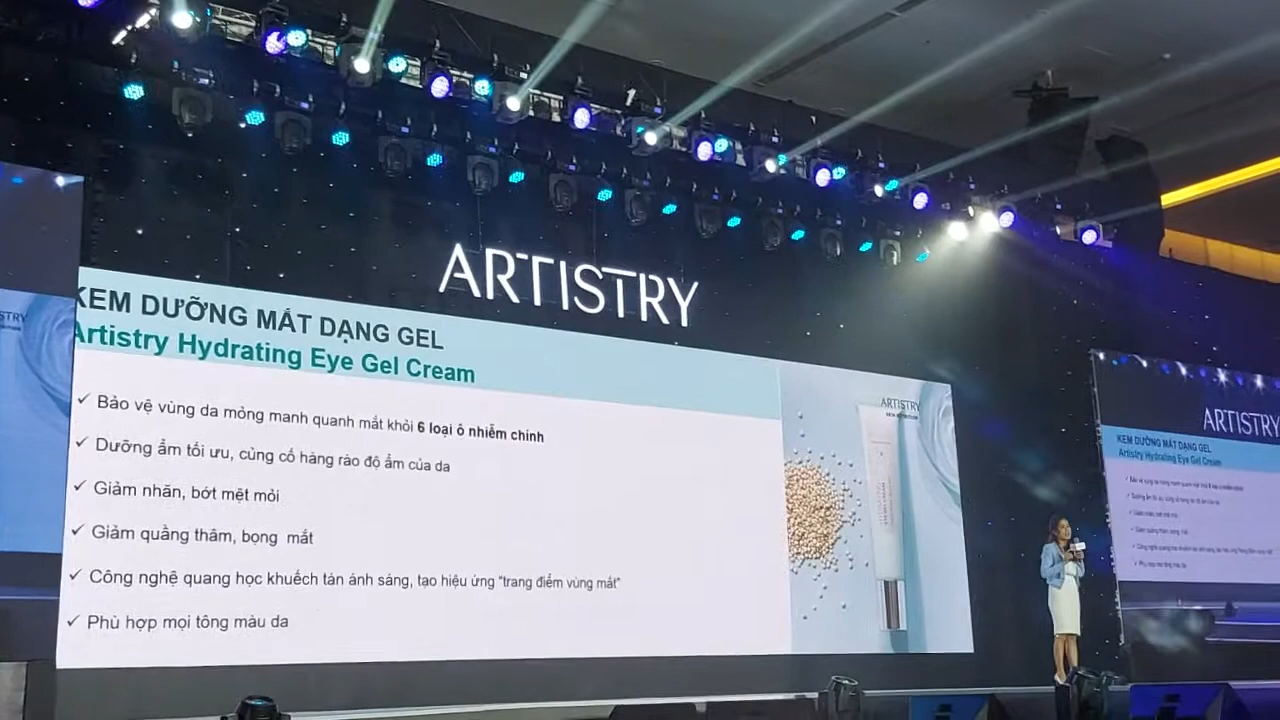 ARTISTRY
KEM DƯỠNG MẮT DẠNG GEL
Artistry Hydrating Eye Gel Cream
✓ Bảo vệ vùng da mỏng manh quanh mắt khỏi 6 loại ô nhiễm chính
✓ Dưỡng ẩm tối ưu, củng cố hàng rào độ ẩm của da
✓ Giảm nhăn, bớt mệt mỏi
✓ Giảm quầng thâm, bọng mắt
✓ Công nghệ quang học khuếch tán ánh sáng, tạo hiệu ứng "trang điểm vùng mắt"
✓ Phù hợp mọi tông màu da
ARTISTRY
STRY
ARTISTRY
KEM DƯỠNG MẮT DẠNG GEL
Artistry Hydrating Eye Gel Cream